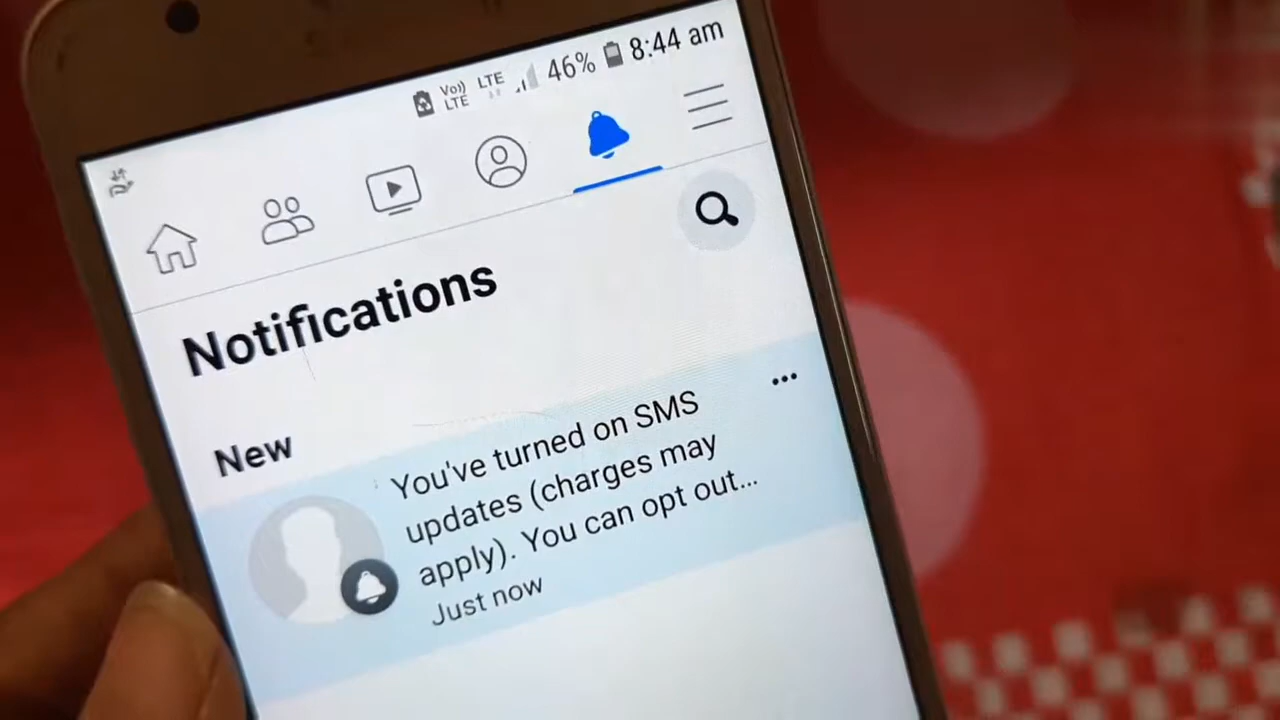 Vo)) LTE LTE 46% 8:44 am
Notifications
New
You've turned on SMS
updates (charges may
apply). You can opt out...
Just now